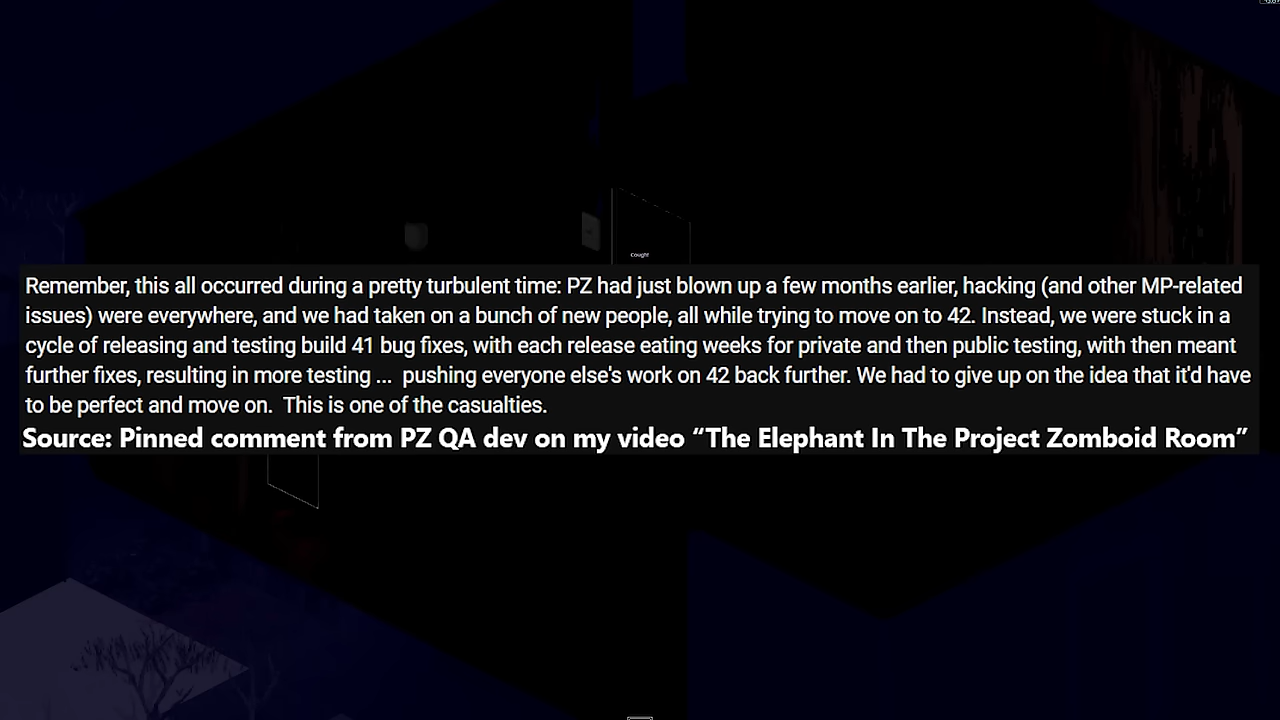 Cought
Remember, this all occurred during a pretty turbulent time: PZ had just blown up a few months earlier, hacking (and other MP-related
issues) were everywhere, and we had taken on a bunch of new people, all while trying to move on to 42. Instead, we were stuck in a
cycle of releasing and testing build 41 bug fixes, with each release eating weeks for private and then public testing, with then meant
further fixes, resulting in more testing ...  pushing everyone else's work on 42 back further. We had to give up on the idea that it'd have
to be perfect and move on.  This is one of the casualties.
Source: Pinned comment from PZ QA dev on my video “The Elephant In The Project Zomboid Room”